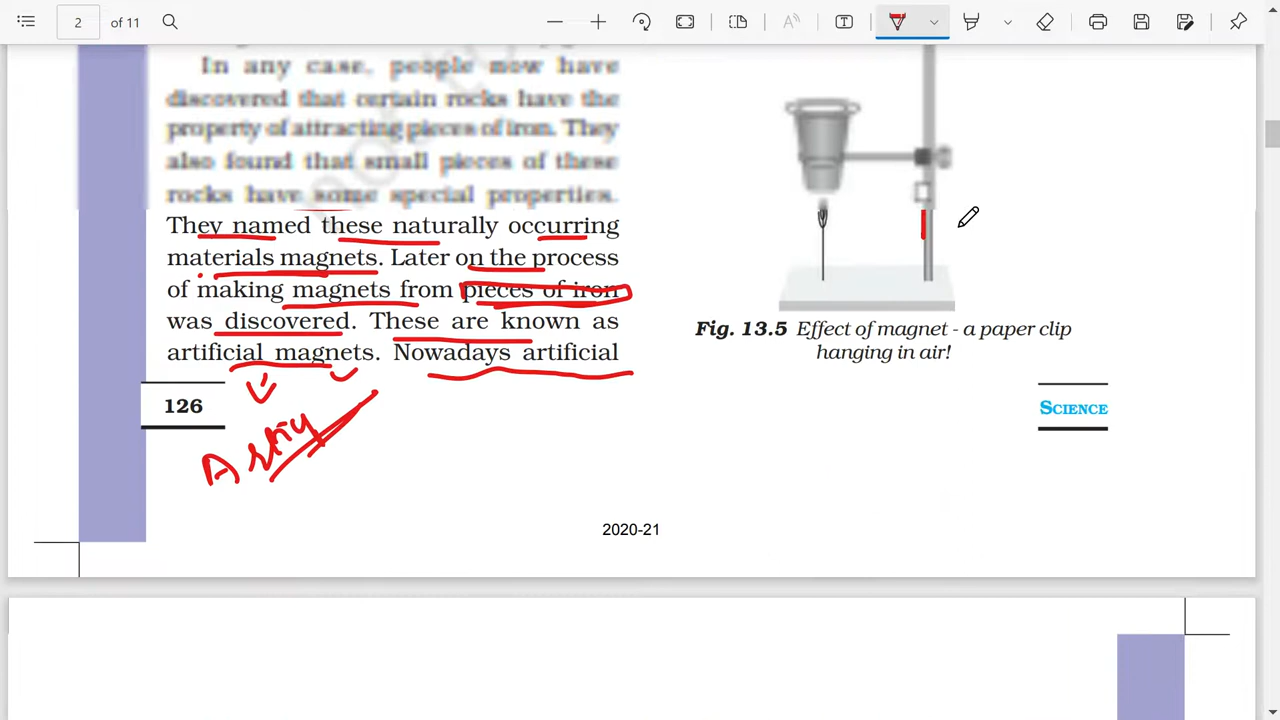 2
of 11
In any case, people now have
discovered that certain rocks have the
property of attracting pieces of iron. They
also found that small pieces of these
rocks have some special properties.
They named these naturally occurring
materials magnets. Later on the process
of making magnets from pieces of iron
was discovered. These are known as
artificial magnets. Nowadays artificial
126
Fig. 13.5 Effect of magnet - a paper clip
hanging in air!
SCIENCE
2020-21